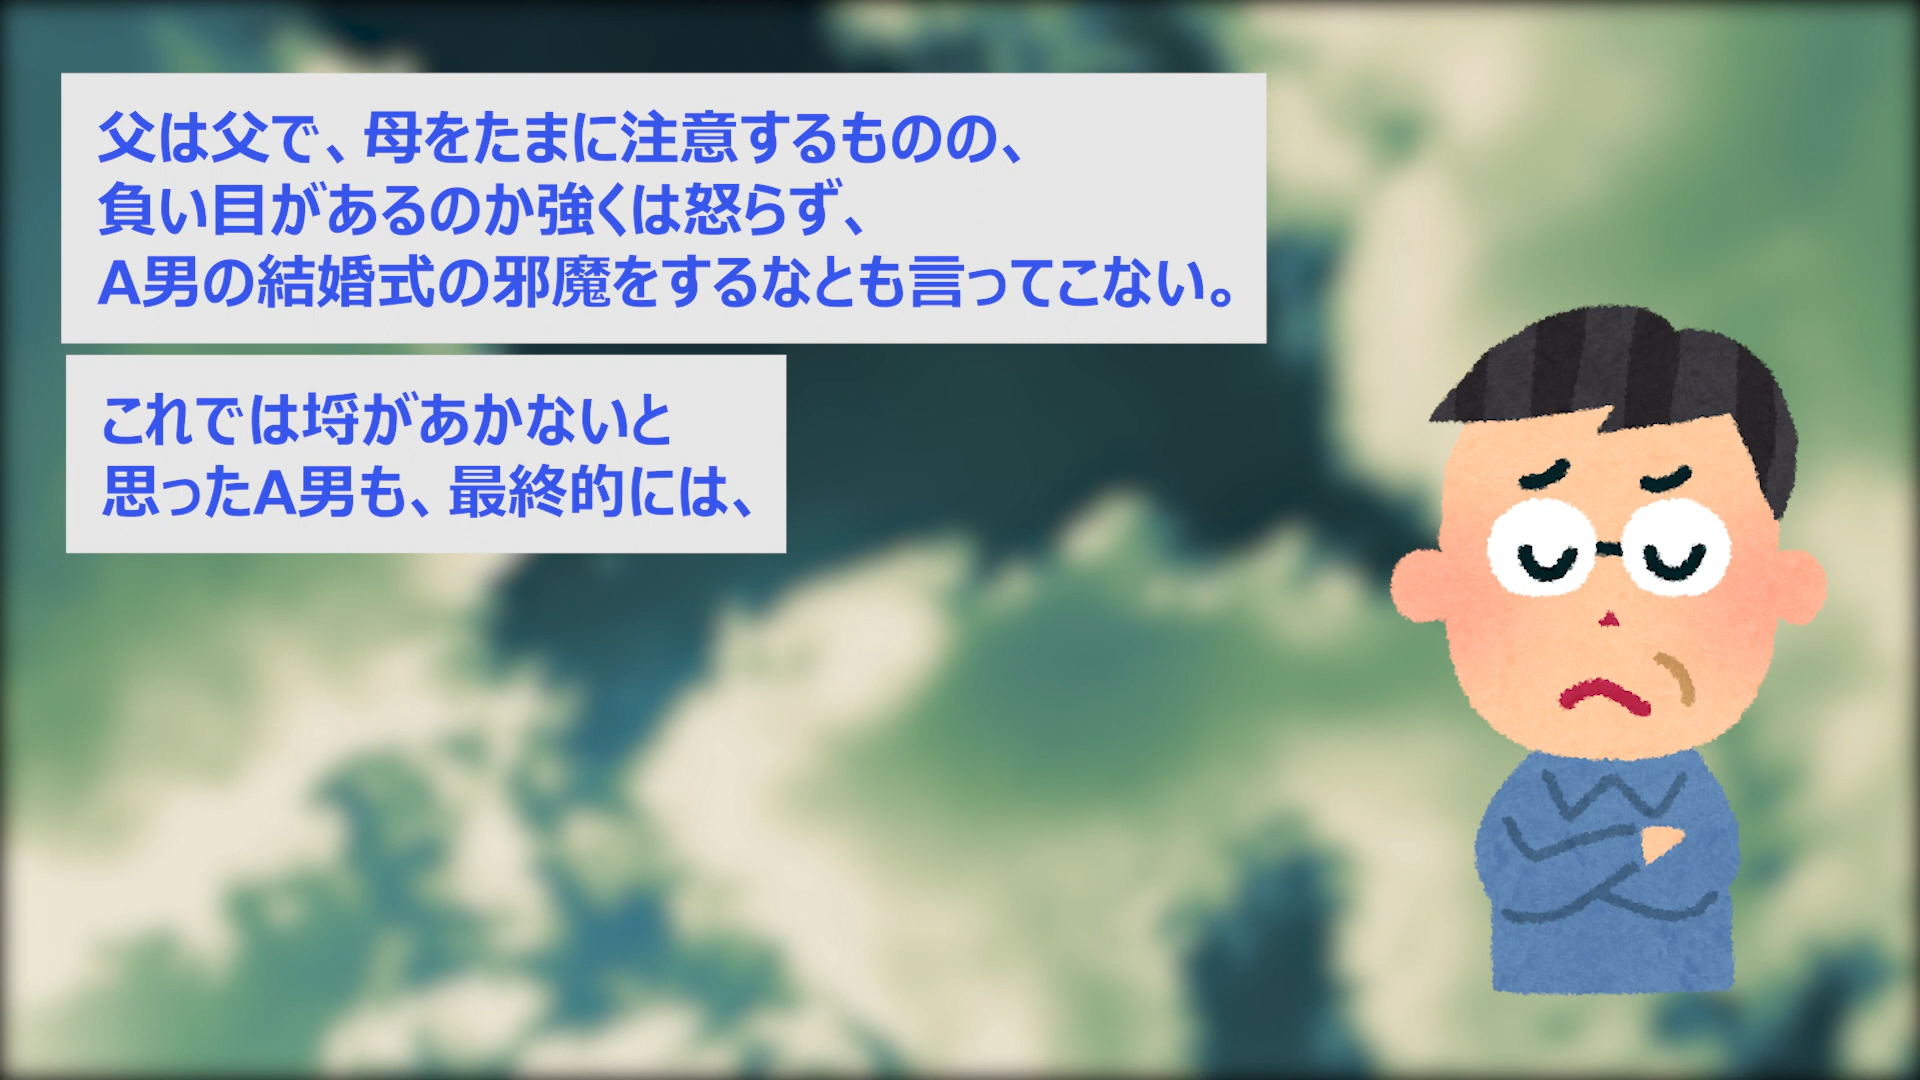 父は父で、母をたまに注意するものの、
負い目があるのか強くは怒らず、
A男の結婚式の邪魔をするなとも言ってこない。
これでは埒があかないと
思ったA男も、最終的には、